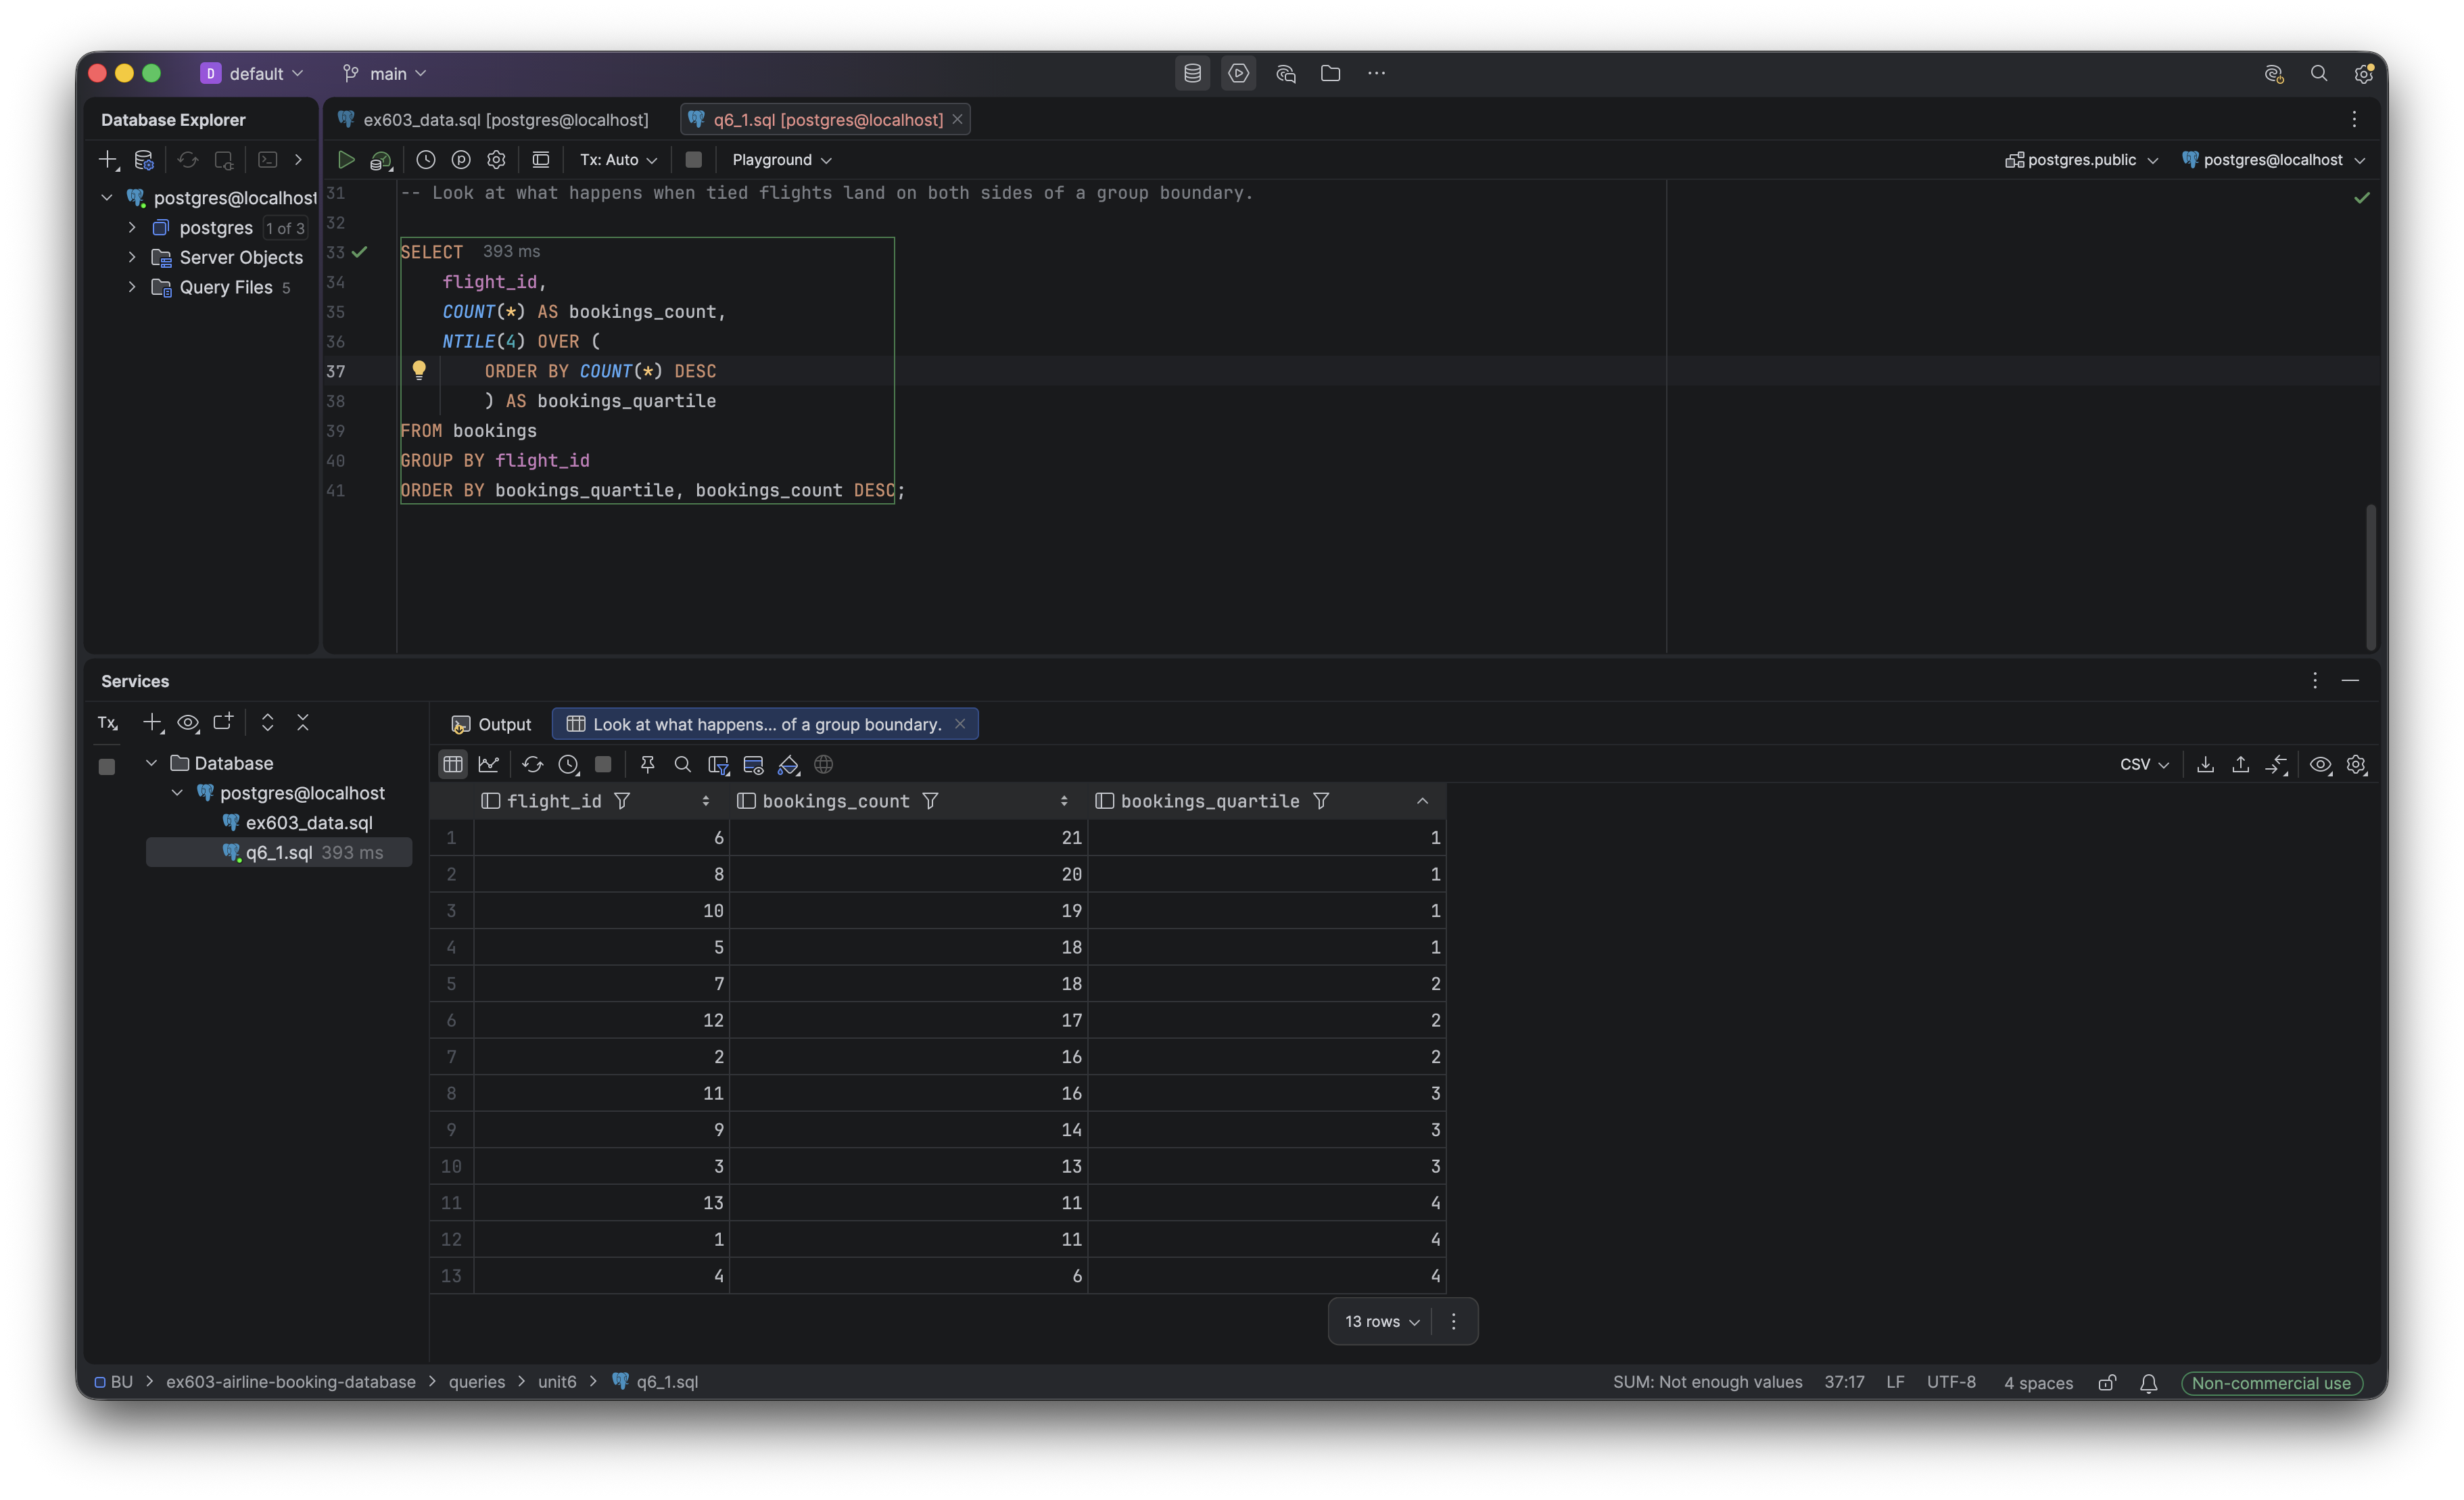 D default main
Database Explorer
ex603_data.sql [postgres@localhost]
q6_1.sql [postgres@localhost]
Tx: Auto
Playground
postgres.public
postgres@localhost
postgres@localhost
postgres 1 of 3
Server Objects
Query Files 5
31 -- Look at what happens when tied flights land on both sides of a group boundary.
32
33 SELECT 393 ms
34 flight_id,
35 COUNT(*) AS bookings_count,
36 NTILE(4) OVER (
37 ORDER BY COUNT(*) DESC
38 ) AS bookings_quartile
39 FROM bookings
40 GROUP BY flight_id
41 ORDER BY bookings_quartile, bookings_count DESC;
Services
Tx
Database
postgres@localhost
ex603_data.sql
q6_1.sql 393 ms
Output
Look at what happens... of a group boundary.
CSV
flight_id bookings_count bookings_quartile
1 6 21 1
2 8 20 1
3 10 19 1
4 5 18 1
5 7 18 2
6 12 17 2
7 2 16 2
8 11 16 3
9 9 14 3
10 3 13 3
11 13 11 4
12 1 11 4
13 4 6 4
13 rows
BU > ex603-airline-booking-database > queries > unit6 > q6_1.sql
SUM: Not enough values 37:17 LF UTF-8 4 spaces Non-commercial use